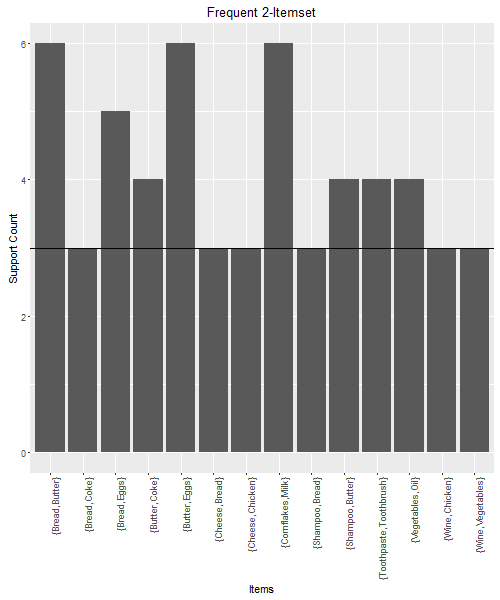 Frequent 2-Itemset
Support Count
6
4
2
0
{Bread,Butter}
{Bread,Coke}
{Bread,Eggs}
{Butter,Coke}
{Butter,Eggs}
{Cheese,Bread}
{Cheese,Chicken}
{Cornflakes,Milk}
{Shampoo,Bread}
{Shampoo,Butter}
{Toothpaste,Toothbrush}
{Vegetables,Oil}
{Wine,Chicken}
{Wine,Vegetables}
Items